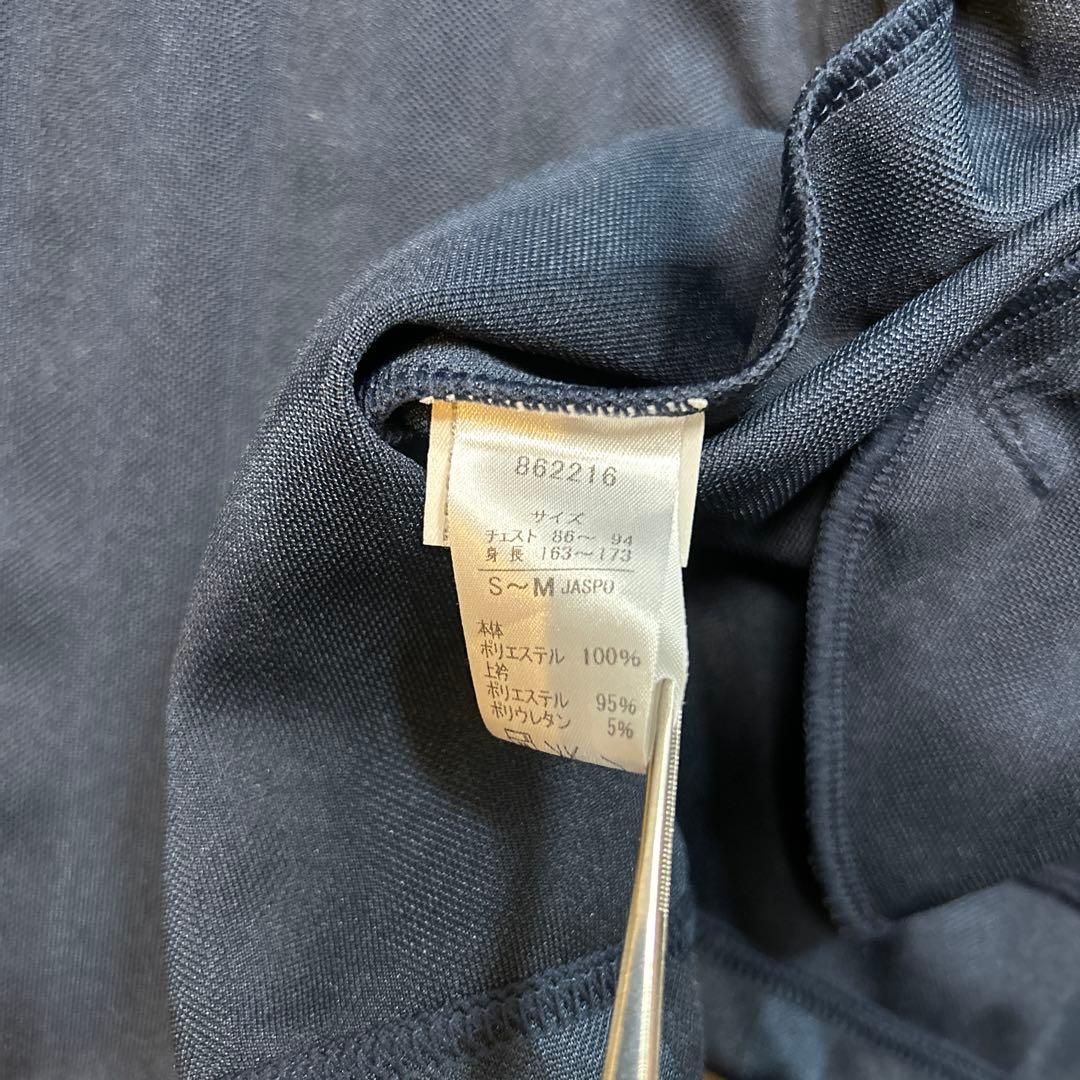 862216
サイズ
チェスト 86〜 94
身長 163〜173
S〜M JASPO
本体
ポリエステル 100%
上衿
ポリエステル 95%
ポリウレタン 5%